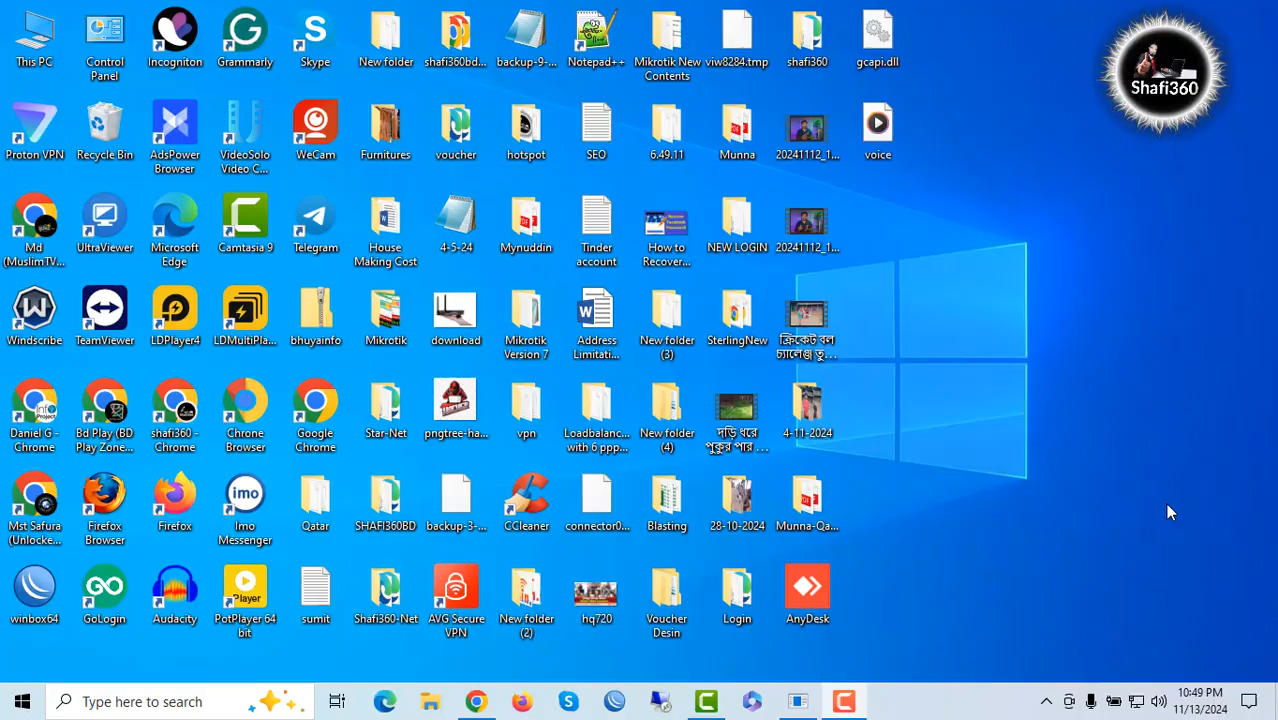 This PC
Control
Panel
Incogniton
Grammarly
Skype
New folder
shafi360bd...
backup-9-...
Notepad++
Mikrotik New
Contents
viw8284.tmp
shafi360
gcapi.dll
Shafi360
Proton VPN
Recycle Bin
AdsPower
Browser
VideoSolo
Video C...
WeCam
Furnitures
voucher
hotspot
SEO
6.49.11
Munna
20241112_1...
voice
Md
(MuslimTV...
UltraViewer
Microsoft
Edge
Camtasia 9
Telegram
House
Making Cost
4-5-24
Mynuddin
Tinder
account
How to
Recover...
NEW LOGIN
20241112_1...
Windscribe
TeamViewer
LDPlayer4
LDMultiPla...
bhuyainfo
Mikrotik
download
Mikrotik
Version 7
Address
Limitati...
New folder
(3)
SterlingNew
ক্রিকেট বল
চ্যালেঞ্জ তু...
Daniel G -
Chrome
Bd Play (BD
Play Zone...
shafi360 -
Chrome
Chrome
Browser
Google
Chrome
Star-Net
pngtree-ha...
vpn
Loadbalanc...
with 6 ppp...
New folder
(4)
দড়ি ধরে
পুকুর পার ...
4-11-2024
Mst Safura
(Unlocke...
Firefox
Browser
Firefox
Imo
Messenger
Qatar
SHAFI360BD
backup-3-...
CCleaner
connector0...
Blasting
28-10-2024
Munna-Qa...
winbox64
GoLogin
Audacity
PotPlayer 64
bit
sumit
Shafi360-Net
AVG Secure
VPN
New folder
(2)
hq720
Voucher
Desin
Login
AnyDesk
Type here to search
10:49 PM
11/13/2024